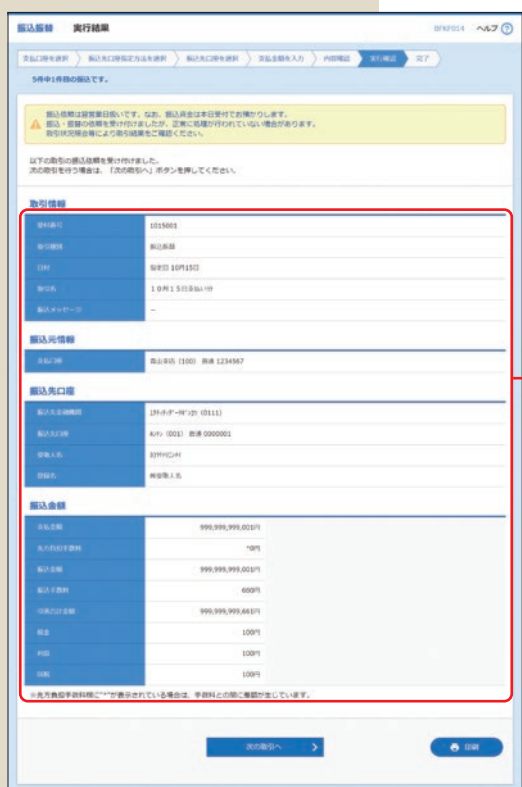 振込振替 実行結果
BFKF014 ヘルプ ?
支払口座を選択 振込先口座指定方法を選択 振込先口座を選択 支払金額を入力 内容確認 実行確認 完了
5件中1件目の振込です。
振込依頼は翌営業日扱いです。なお、振込資金は本日受付でお預かりします。
振込・振替の依頼を受け付けましたが、正常に処理が行われていない場合があります。
取引状況照会等により取引結果をご確認ください。
以下の取引の振込依頼を受け付けました。
次の取引を行う場合は、「次の取引へ」ボタンを押してください。
取引情報
受付番号 1015001
取引種別 振込振替
日付 指定日 10月15日
取引名 10月15日支払い分
振込メッセージ −
振込元情報
支払口座 青山支店（100） 普通 1234567
振込先口座
振込先金融機関 (0111)
振込先口座 (001) 普通 0000001
受取人名
登録名 ㈱受取人名
振込金額
支払金額 999,999,999,001円
先方負担手数料 *0円
振込金額 999,999,999,001円
振込手数料 660円
引落合計金額 999,999,999,661円
税金 100円
利息 100円
100円
※先方負担手数料欄に"*"が表示されている場合は、手数料との間に差額が生じています。
次の取引へ
印刷